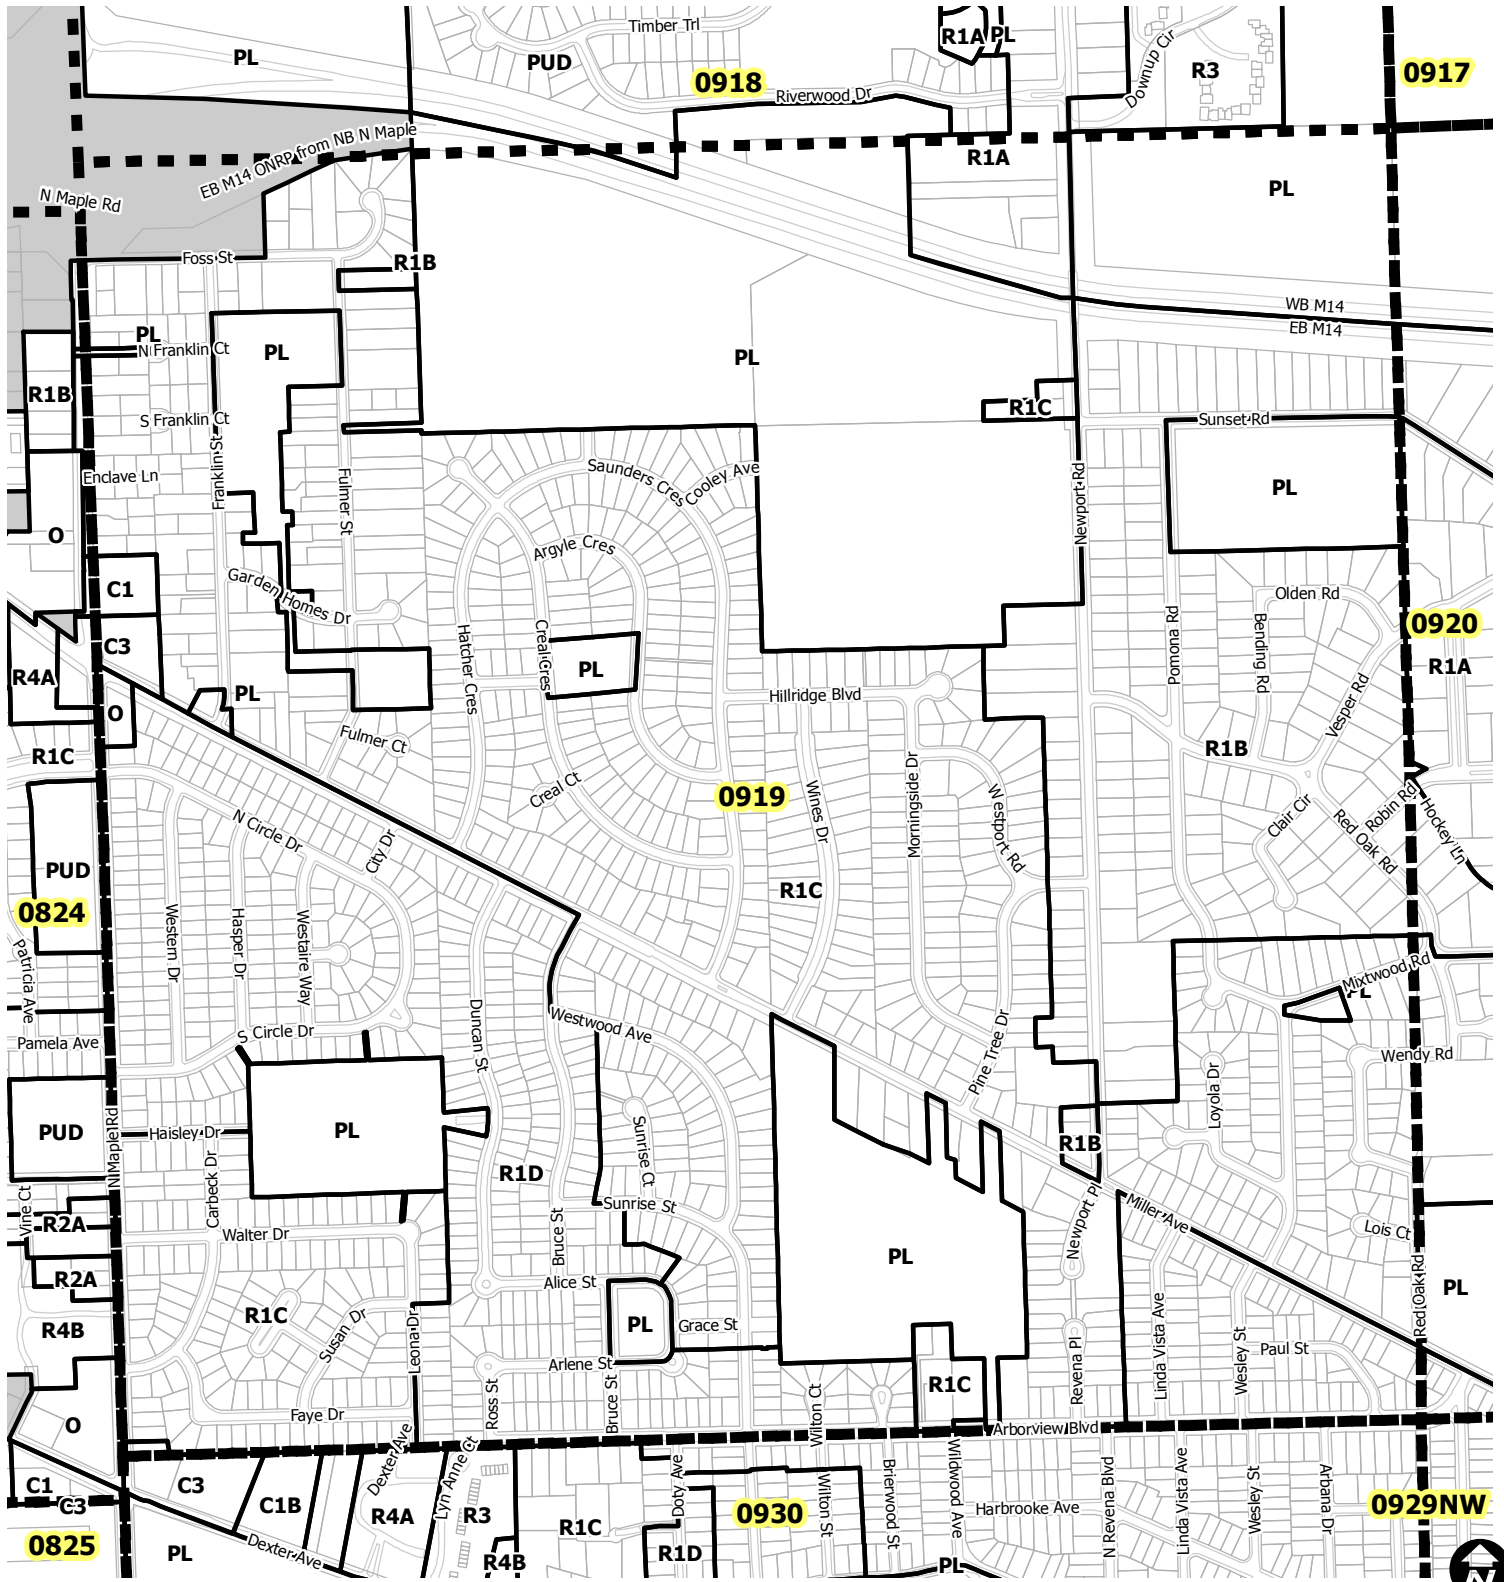 Timber Trl
PL
PUD
0918
R1A
PL
Downup Cir
R3
0917
Riverwood Dr
EB M14 ONRP from NB N Maple
R1A
PL
N Maple Rd
Foss St
R1B
WB M14
EB M14
PL
N Franklin Ct
PL
PL
R1B
R1C
S Franklin Ct
Sunset Rd
Franklin St
Enclave Ln
Fulmer St
Saunders Cres
Cooley Ave
Newport Rd
PL
O
Argyle Cres
C1
Garden Homes Dr
Olden Rd
0920
C3
Hatcher Cres
Creal Cres
Pomona Rd
Bending Rd
R4A
PL
PL
R1A
Hillridge Blvd
Vesper Rd
O
Fulmer Ct
R1C
R1B
Creal Ct
0919
Wines Dr
Morningside Dr
Westport Rd
Robin Rd
Hockey Ln
Clair Cir
Red Oak Rd
N Circle Dr
City Dr
PUD
R1C
0824
Western Dr
Hasper Dr
Westaire Way
Patricia Ave
Mixtwood Rd
PL
Duncan St
Westwood Ave
S Circle Dr
Pamela Ave
Pine Tree Dr
Wendy Rd
Loyola Dr
N Maple Rd
PUD
Haisley Dr
PL
Sunrise Ct
R1B
R1D
Carbeck Dr
Vine Ct
R2A
Sunrise St
Newport Pl
Miller Ave
Walter Dr
Bruce St
Lois Ct
PL
R2A
Alice St
PL
Red Oak Rd
R1C
Susan Dr
Leona Dr
PL
Grace St
Linda Vista Ave
R4B
Arlene St
Revena Pl
Wesley St
Paul St
R1C
Ross St
Bruce St
Wilton Ct
Faye Dr
O
Arborview Blvd
Dexter Ave
Lyn Anne Ct
Doty Ave
Wilton St
Brierwood St
Wildwood Ave
N Revena Blvd
Linda Vista Ave
Wesley St
Arbana Dr
C1
C3
C3
C1B
R4A
R3
R1C
0930
Harbrooke Ave
0929NW
0825
PL
Dexter Ave
R4B
R1D
PL
N